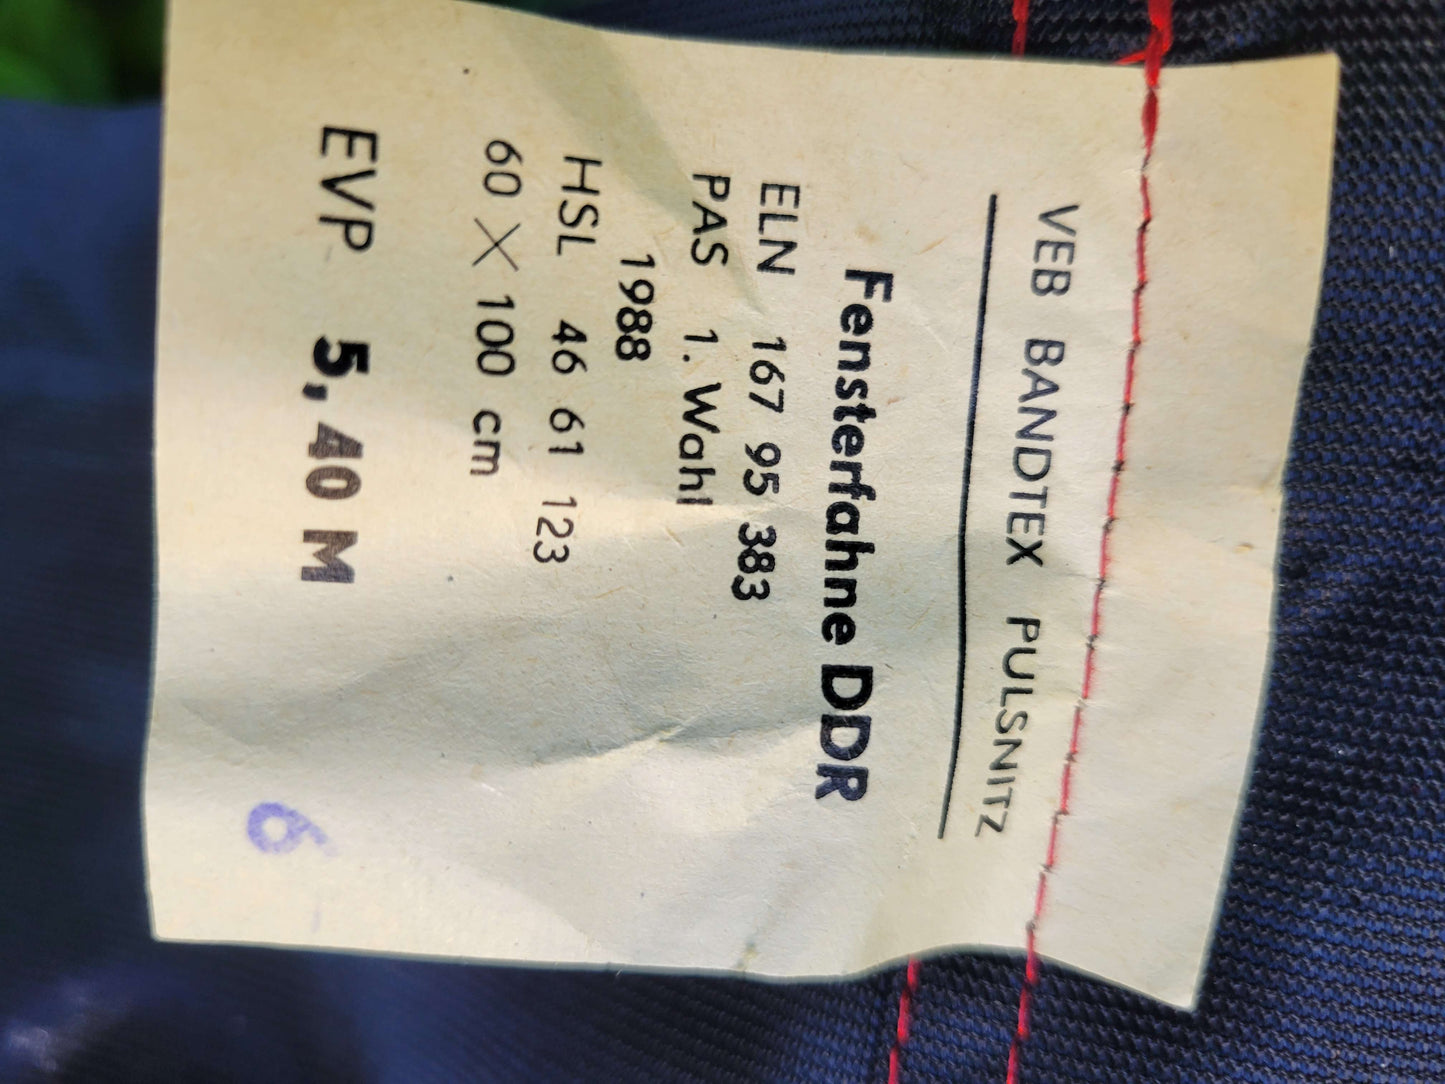 VEB BANDTEX PULSNITZ
Fensterfahne DDR
ELN 167 95 383
PAS 1. Wahl
1988
HSL 46 61 123
60 X 100 cm
EVP 5,40 M
6